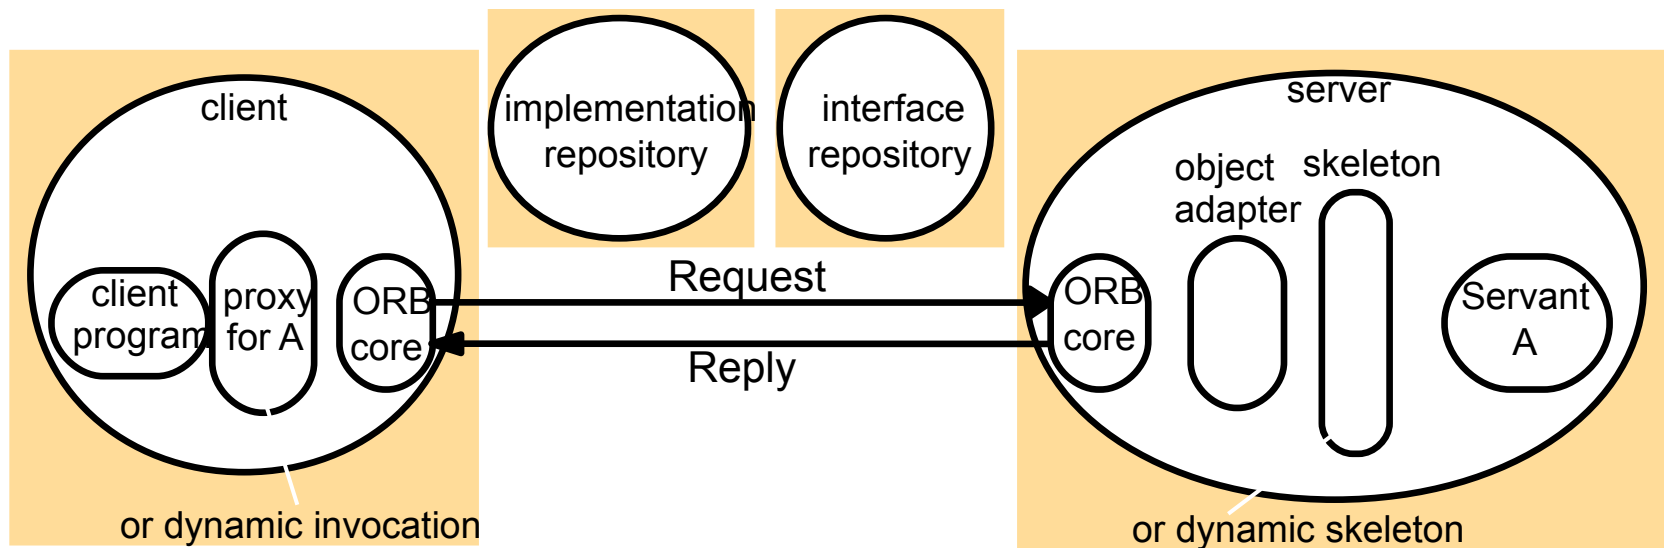 client
implementation
repository
interface
repository
server
object
adapter
skeleton
client
program
proxy
for A
ORB
core
Request
Reply
ORB
core
Servant
A
or dynamic invocation
or dynamic skeleton